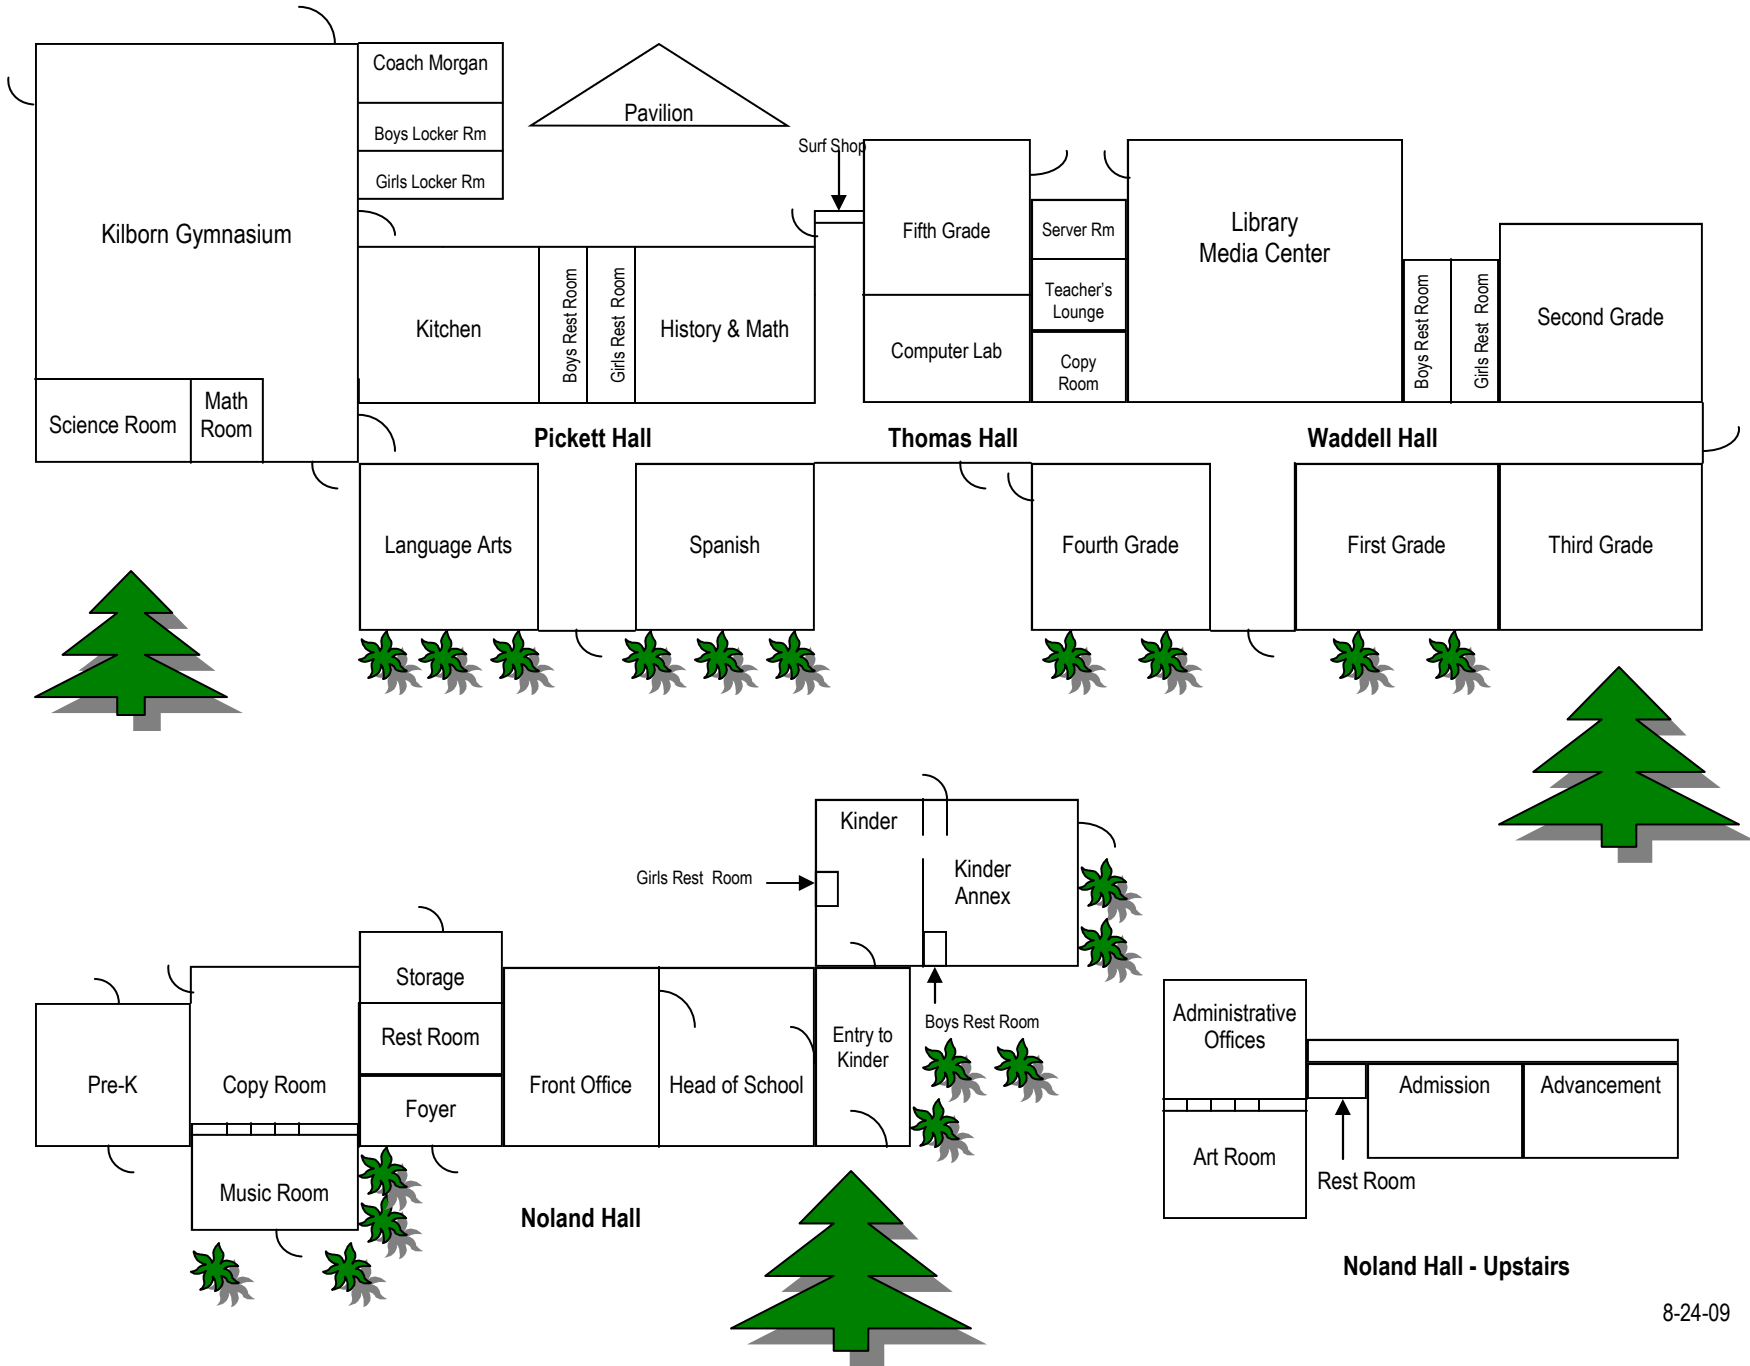 Coach Morgan
Pavilion
Boys Locker Rm
Surf Shop
Girls Locker Rm
Kilborn Gymnasium
Fifth Grade
Server Rm
Library
Media Center
Kitchen
Boys Rest Room
Girls Rest  Room
History & Math
Computer Lab
Teacher's
Lounge
Copy
Room
Boys Rest Room
Girls Rest  Room
Second Grade
Science Room
Math
Room
Pickett Hall
Thomas Hall
Waddell Hall
Language Arts
Spanish
Fourth Grade
First Grade
Third Grade
Kinder
Girls Rest  Room
Kinder
Annex
Storage
Rest Room
Boys Rest Room
Entry to
Kinder
Pre-K
Copy Room
Foyer
Front Office
Head of School
Music Room
Noland Hall
Administrative
Offices
Admission
Advancement
Art Room
Rest Room
Noland Hall - Upstairs
8-24-09